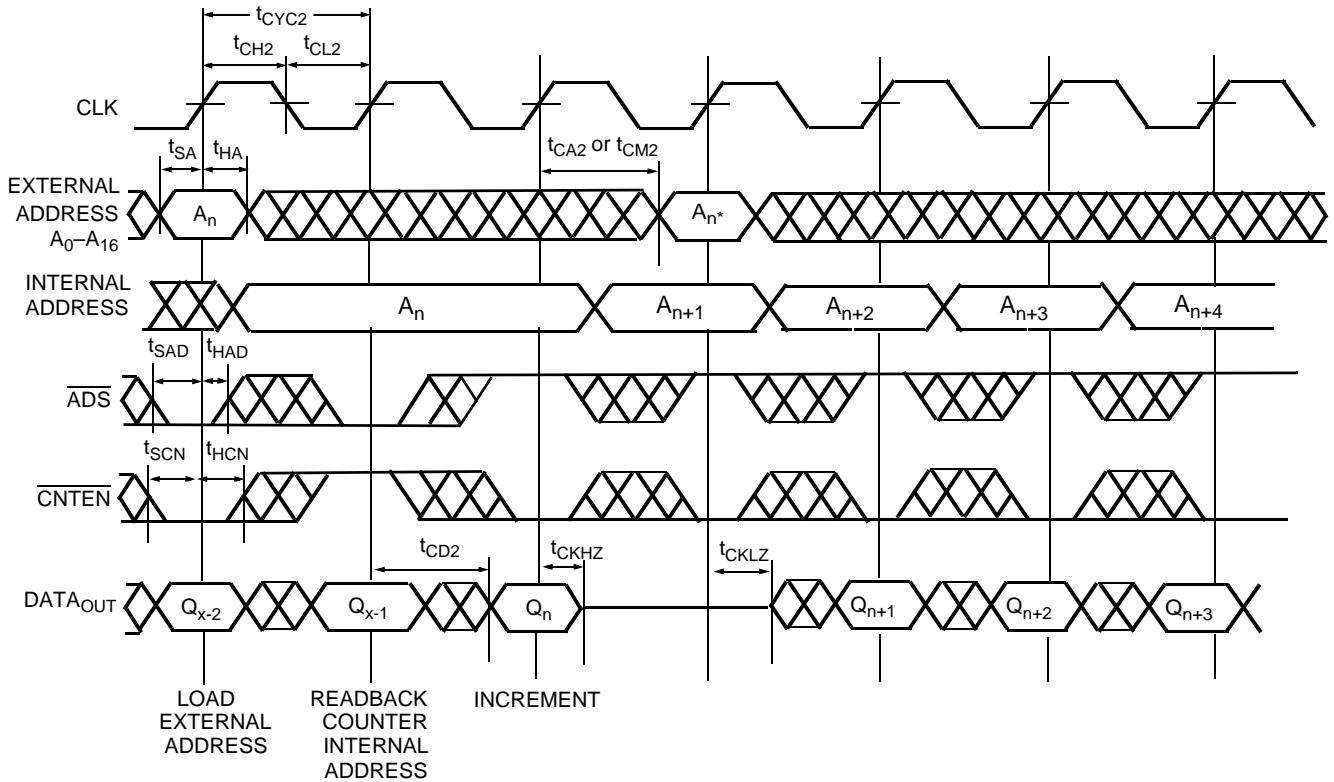 tCYC2
tCH2 tCL2
CLK
tSA tHA tCA2 or tCM2
EXTERNAL
ADDRESS
A0–A16
An An*
INTERNAL
ADDRESS
An An+1 An+2 An+3 An+4
tSAD tHAD
ADS
tSCN tHCN
CNTEN
tCD2 tCKHZ tCKLZ
DATAOUT
Qx-2 Qx-1 Qn Qn+1 Qn+2 Qn+3
LOAD
EXTERNAL
ADDRESS
READBACK
COUNTER
INTERNAL
ADDRESS
INCREMENT